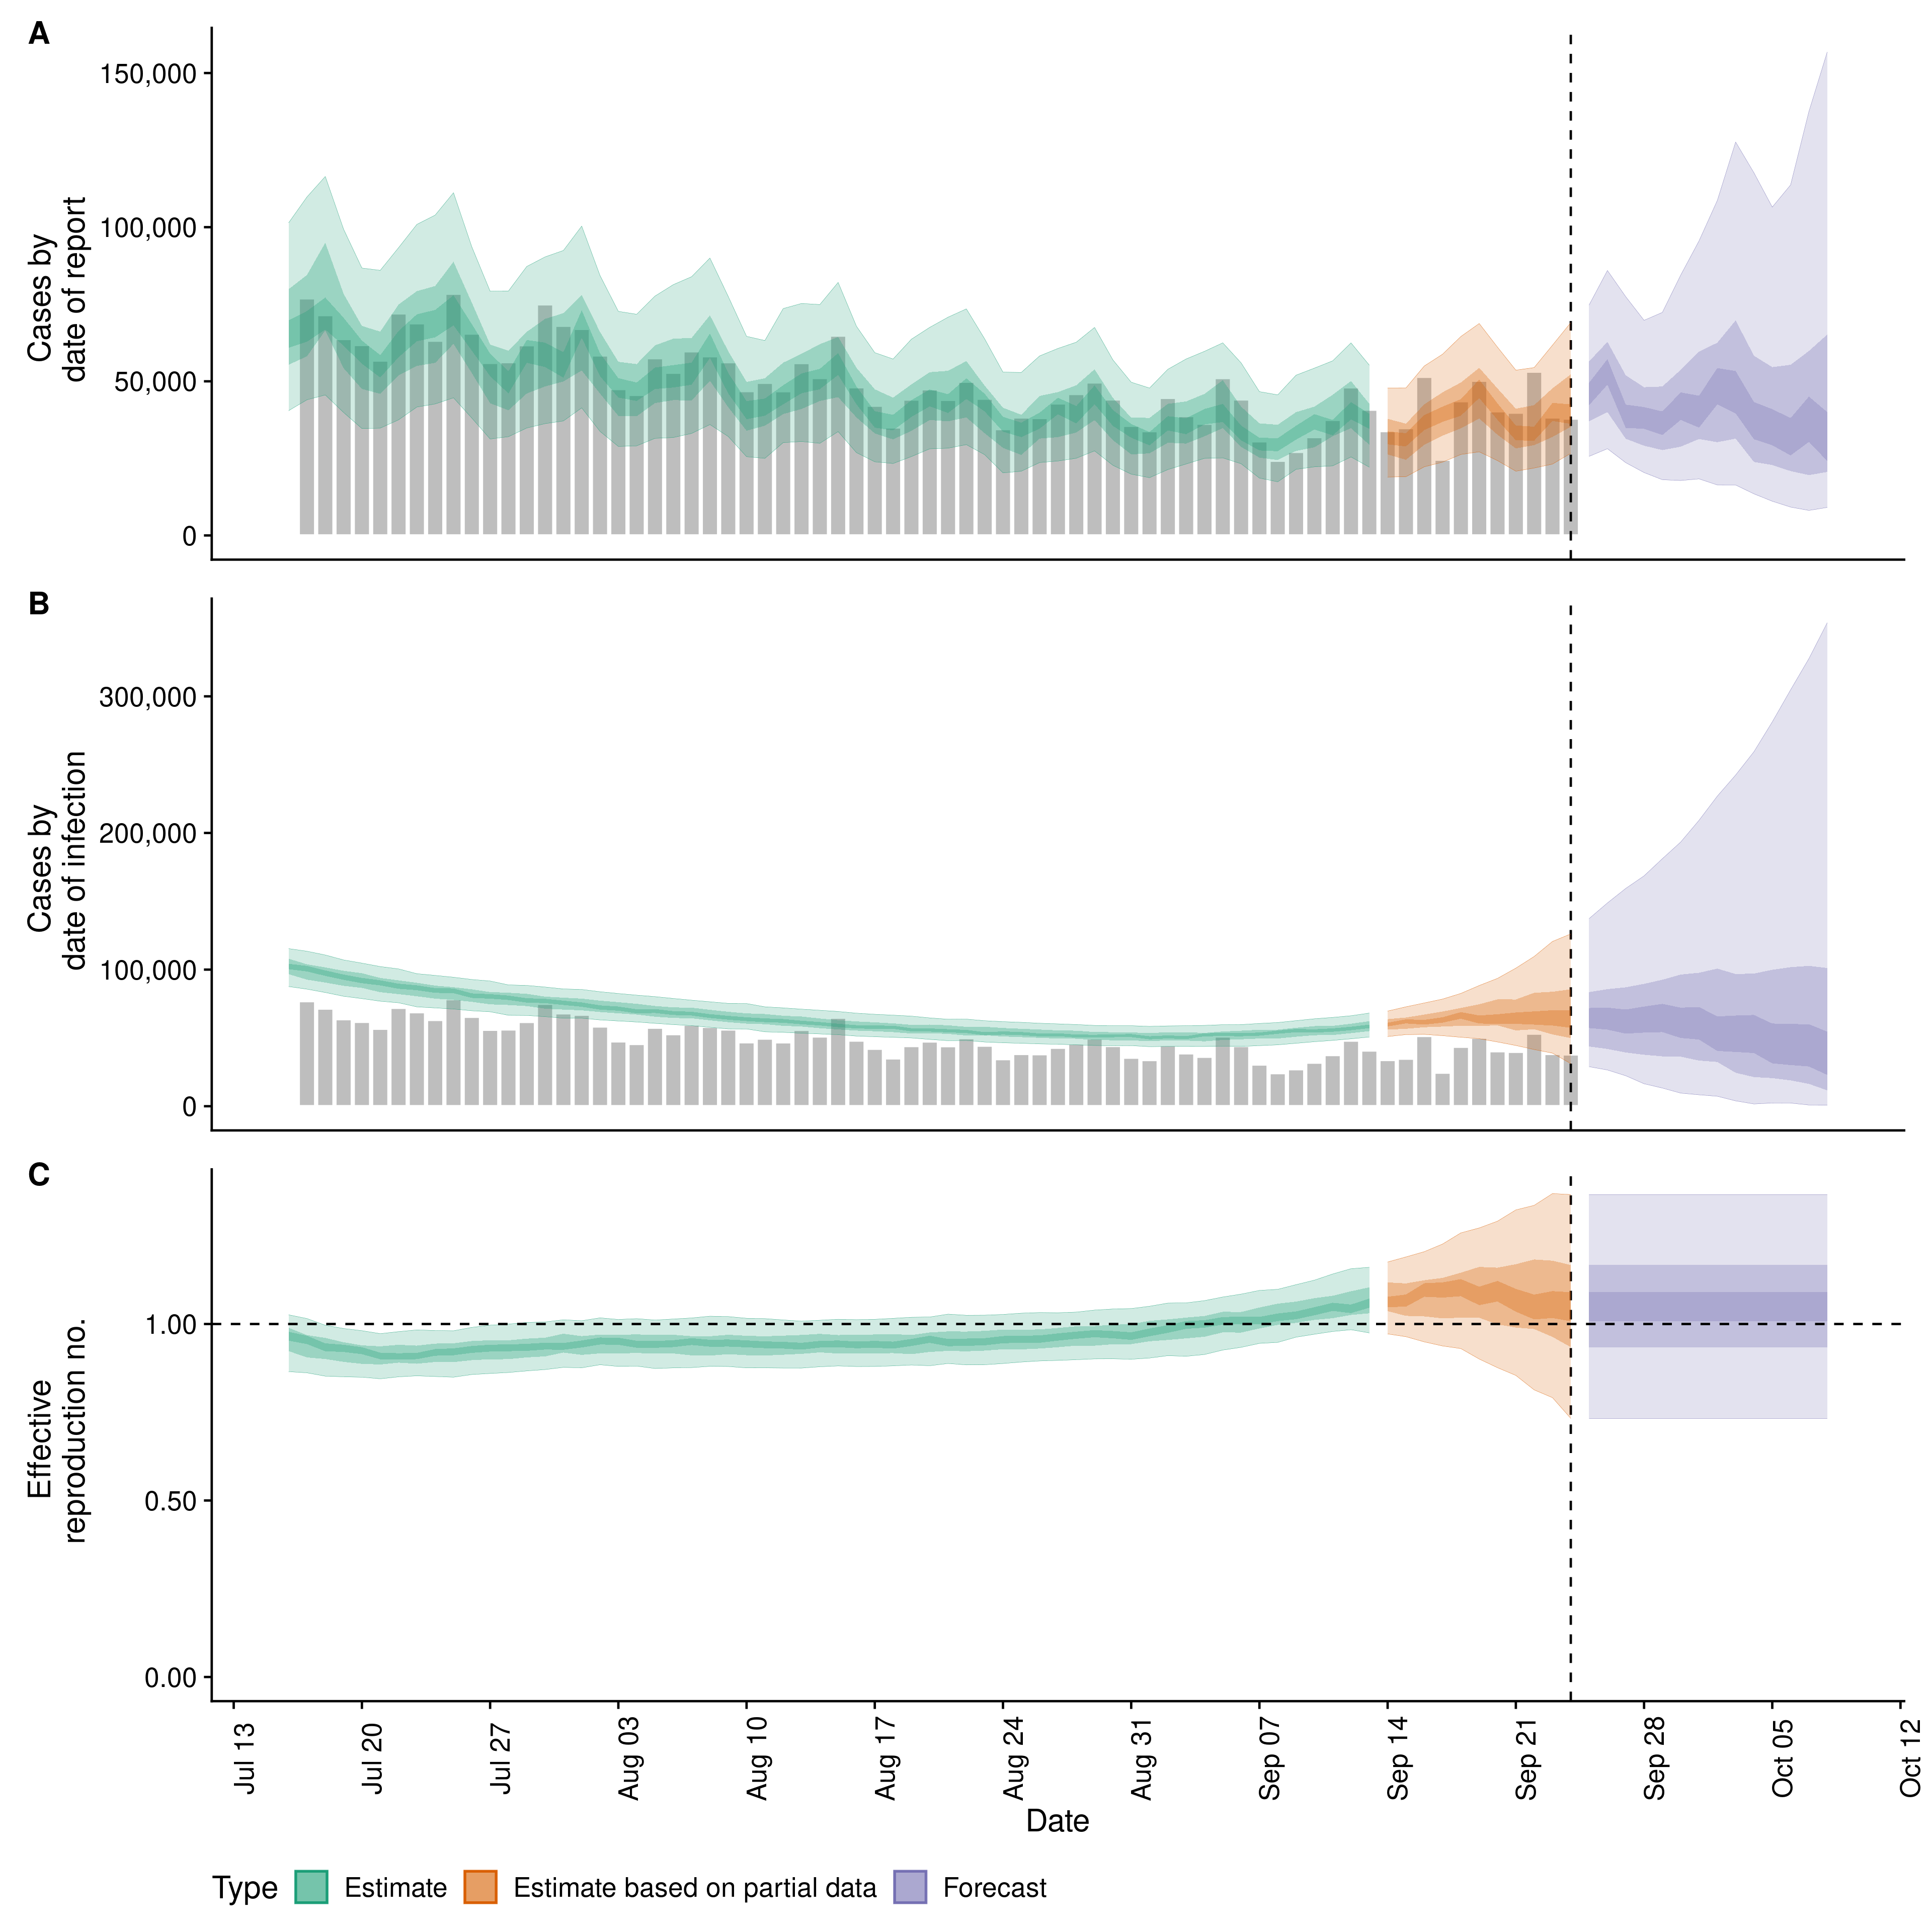 A
150,000
100,000
50,000
0
Cases by
date of report
B
300,000
200,000
100,000
0
Cases by
date of infection
C
1.00
0.50
0.00
Effective
reproduction no.
Jul 13
Jul 20
Jul 27
Aug 03
Aug 10
Aug 17
Aug 24
Aug 31
Sep 07
Sep 14
Sep 21
Sep 28
Oct 05
Oct 12
Date
Type Estimate Estimate based on partial data Forecast